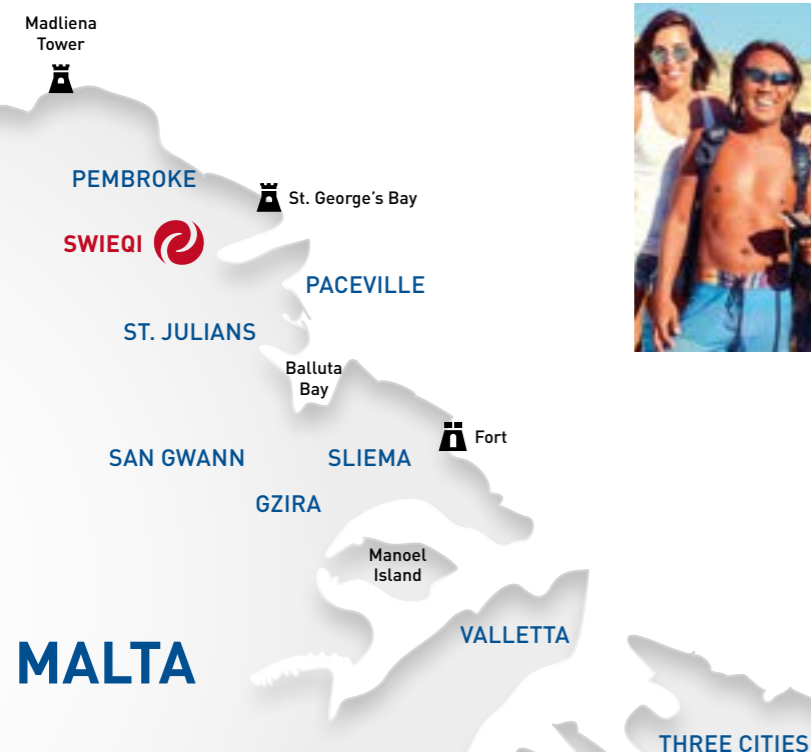 Madliena
Tower
PEMBROKE
St. George's Bay
SWIEQI
PACEVILLE
ST. JULIANS
Balluta
Bay
Fort
SAN GWANN
SLIEMA
GZIRA
Manoel
Island
VALLETTA
MALTA
THREE CITIES